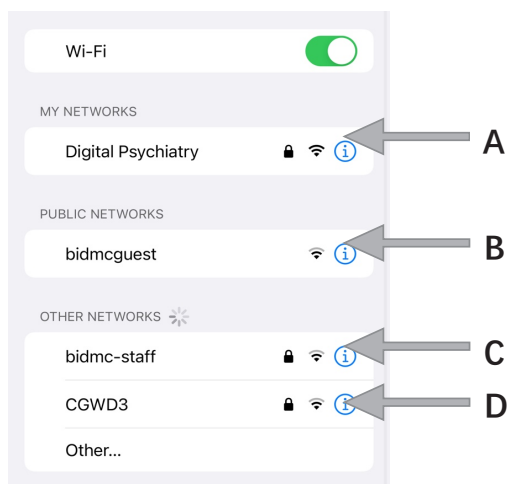 Wi-Fi
MY NETWORKS
A
Digital Psychiatry
PUBLIC NETWORKS
B
bidmcguest
OTHER NETWORKS
bidmc-staff
C
CGWD3
D
Other...